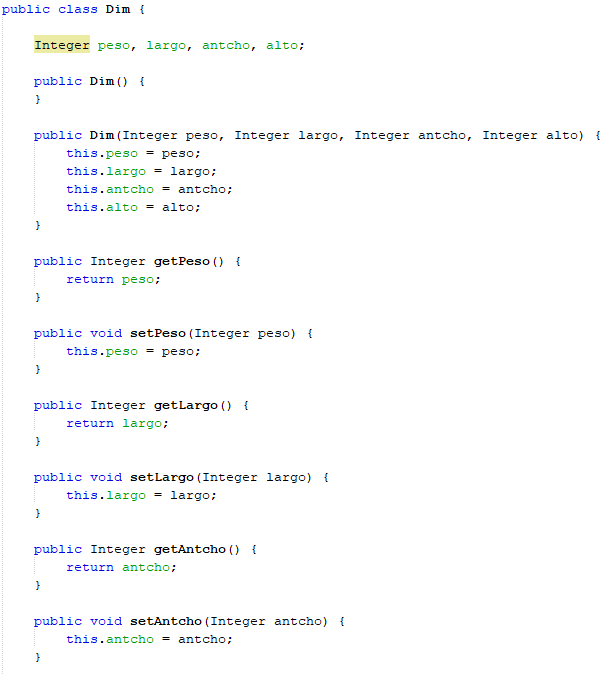 public class Dim {
Integer peso, largo, antcho, alto;
public Dim() {
}
public Dim(Integer peso, Integer largo, Integer antcho, Integer alto) {
this.peso = peso;
this.largo = largo;
this.antcho = antcho;
this.alto = alto;
}
public Integer getPeso() {
return peso;
}
public void setPeso(Integer peso) {
this.peso = peso;
}
public Integer getLargo() {
return largo;
}
public void setLargo(Integer largo) {
this.largo = largo;
}
public Integer getAntcho() {
return antcho;
}
public void setAntcho(Integer antcho) {
this.antcho = antcho;
}